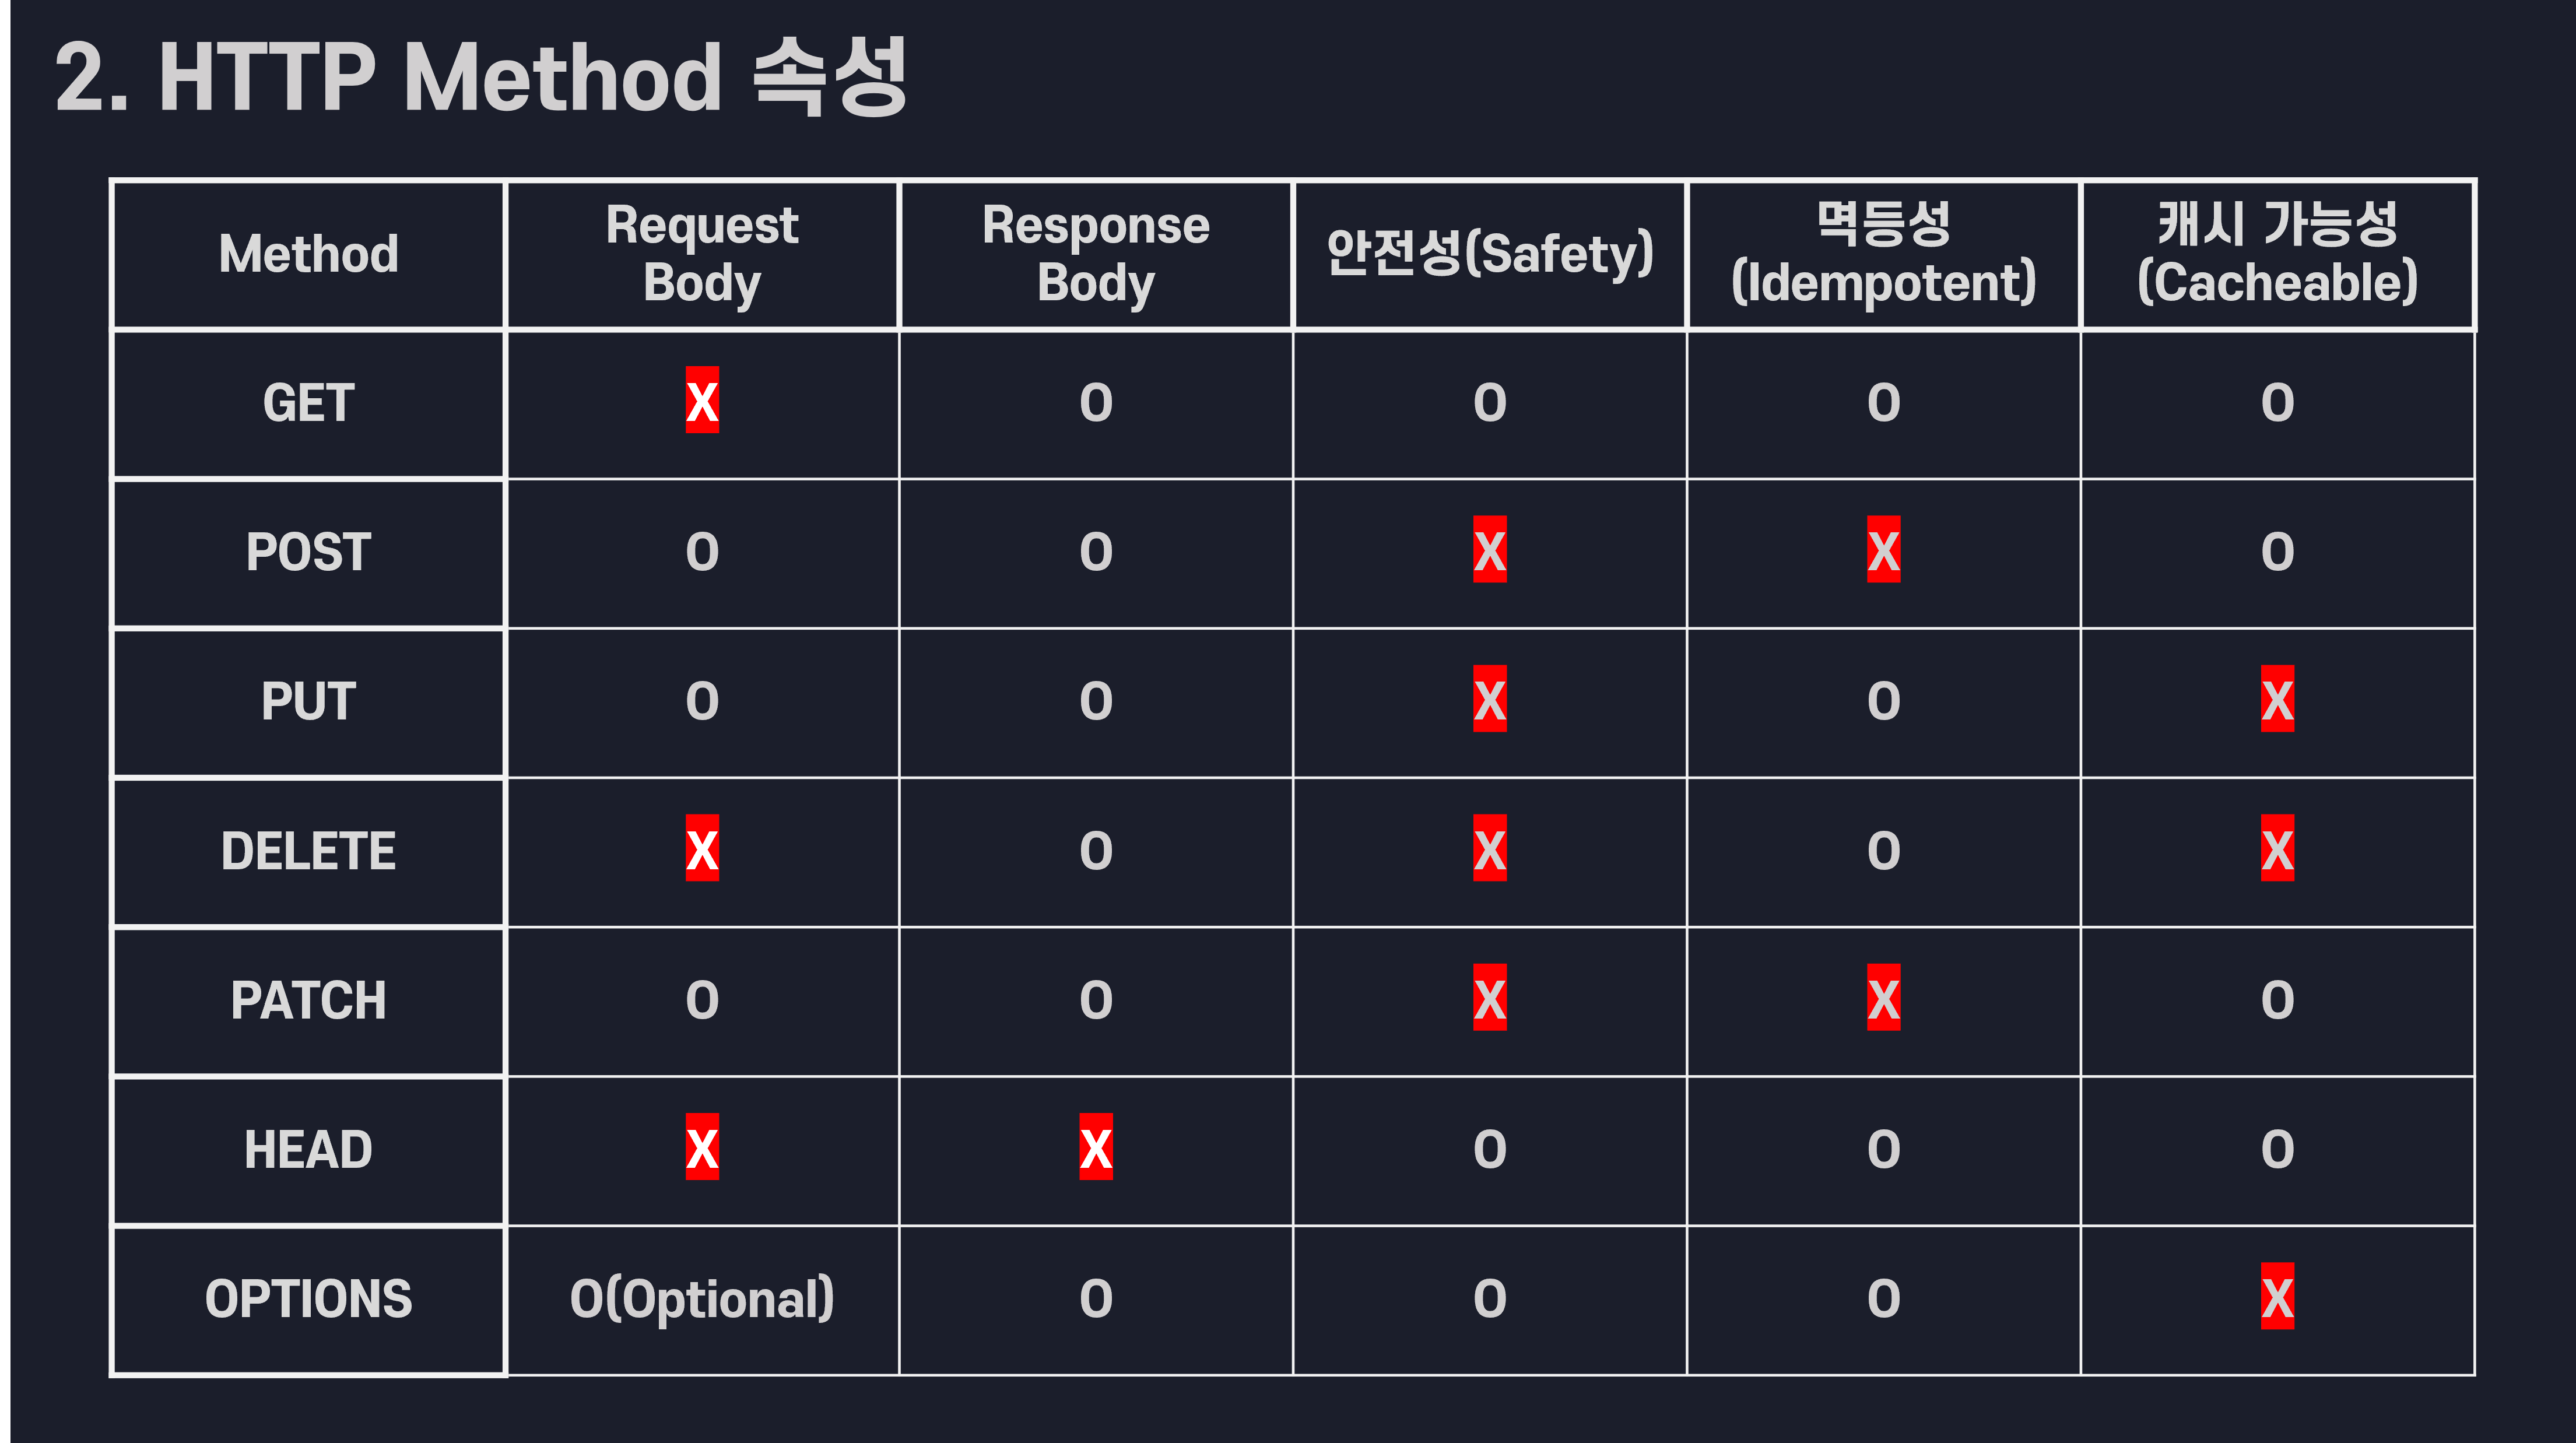 2. HTTP Method 속성
Method
Request
Body
Response
Body
안전성(Safety)
멱등성
(Idempotent)
캐시 가능성
(Cacheable)
GET X O O O O
POST O O X X O
PUT O O X O X
DELETE X O X O X
PATCH O O X X O
HEAD X X O O O
OPTIONS O(Optional) O O O X